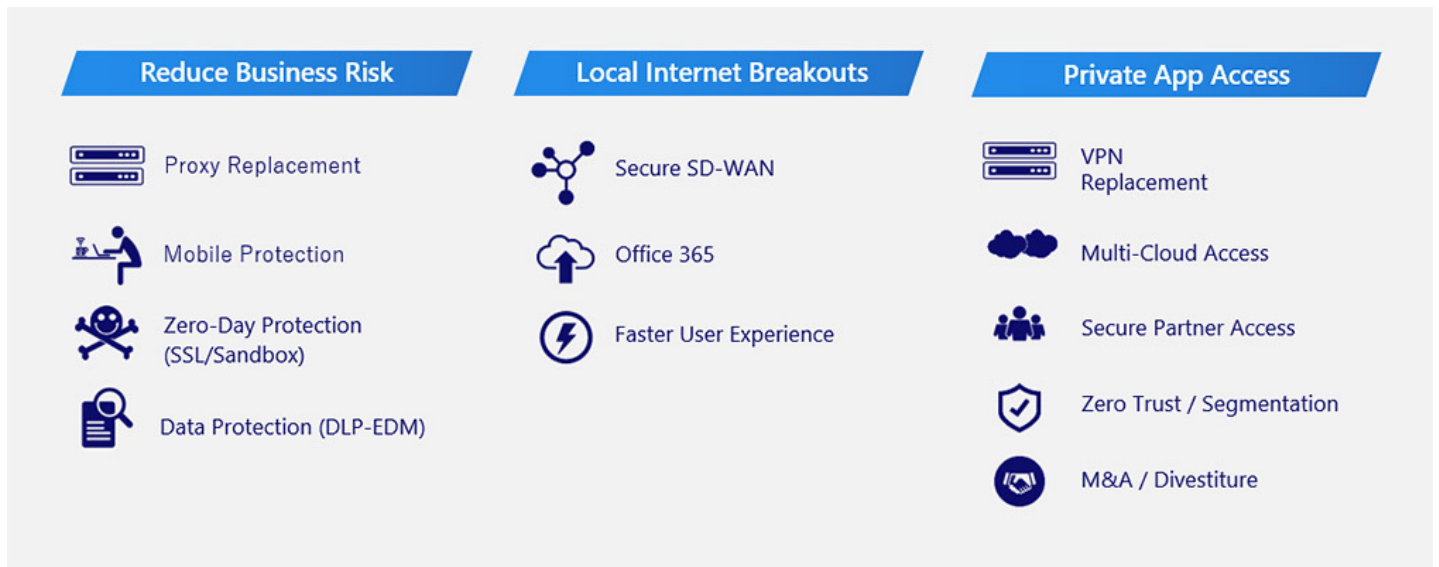 Reduce Business Risk
Proxy Replacement
Mobile Protection
Zero-Day Protection
(SSL/Sandbox)
Data Protection (DLP-EDM)
Local Internet Breakouts
Secure SD-WAN
Office 365
Faster User Experience
Private App Access
VPN
Replacement
Multi-Cloud Access
Secure Partner Access
Zero Trust / Segmentation
M&A / Divestiture